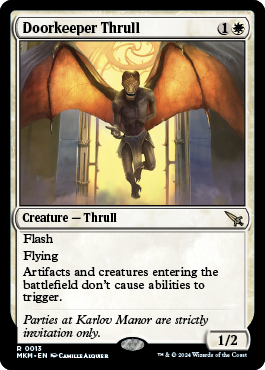 Doorkeeper Thrull 1
Creature — Thrull
Flash
Flying
Artifacts and creatures entering the
battlefield don't cause abilities to
trigger.
Parties at Karlov Manor are strictly
invitation only.
1/2
R 0013
MKM • EN Camille Alquier ™ & © 2024 Wizards of the Coast